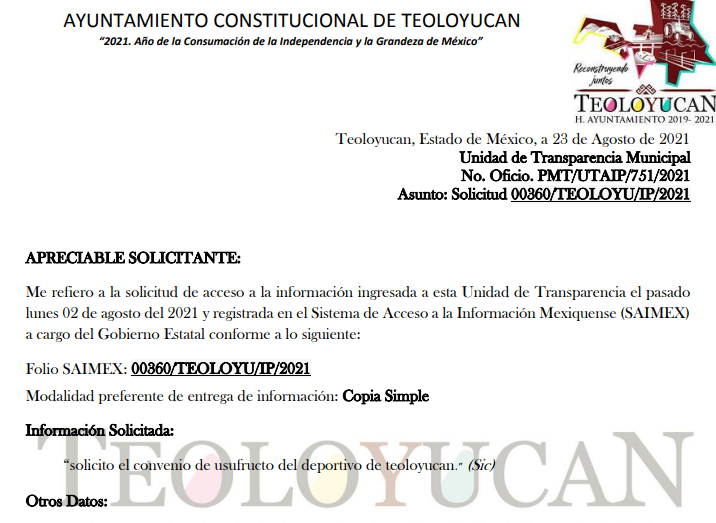 AYUNTAMIENTO CONSTITUCIONAL DE TEOLOYUCAN
“2021. Año de la Consumación de la Independencia y la Grandeza de México”
Reconstruyendo
juntos
TEOLOYUCAN
H. AYUNTAMIENTO 2019- 2021
Teoloyucan, Estado de México, a 23 de Agosto de 2021
Unidad de Transparencia Municipal
No. Oficio. PMT/UTAIP/751/2021
Asunto: Solicitud 00360/TEOLOYU/IP/2021
APRECIABLE SOLICITANTE:
Me refiero a la solicitud de acceso a la información ingresada a esta Unidad de Transparencia el pasado
lunes 02 de agosto del 2021 y registrada en el Sistema de Acceso a la Información Mexiquense (SAIMEX)
a cargo del Gobierno Estatal conforme a lo siguiente:
Folio SAIMEX: 00360/TEOLOYU/IP/2021
Modalidad preferente de entrega de información: Copia Simple
Información Solicitada:
TEOLOYUCAN
“solicito el convenio de usufructo del deportivo de teoloyucan.” (Sic)
Otros Datos: